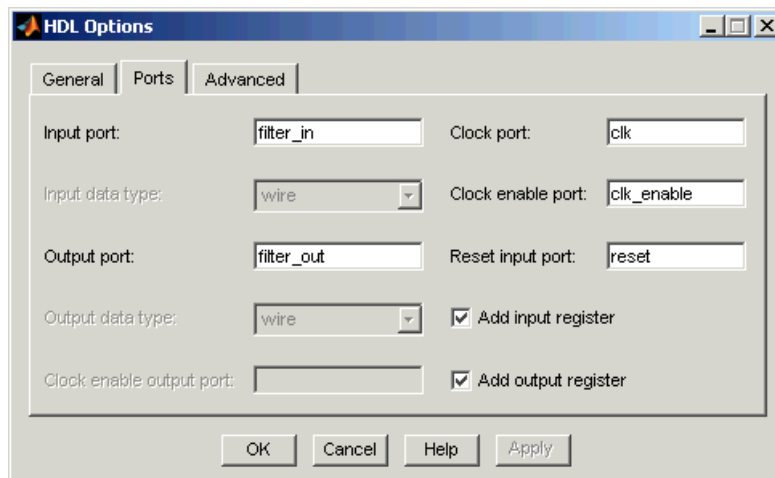 HDL Options
General Ports Advanced
Input port: filter_in Clock port: clk
Input data type: wire Clock enable port: clk_enable
Output port: filter_out Reset input port: reset
Output data type: wire Add input register
Clock enable output port: Add output register
OK Cancel Help Apply